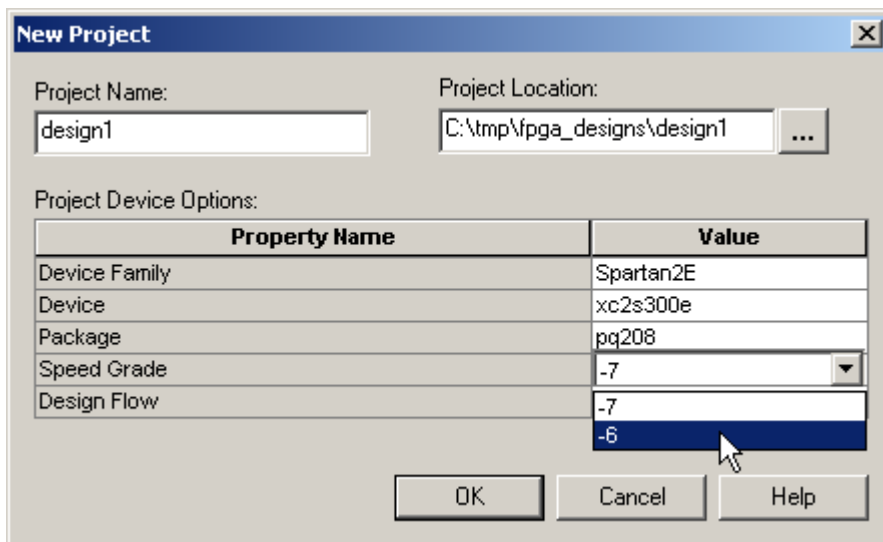 New Project
Project Name:
Project Location:
design1
C:\tmp\fpga_designs\design1
...
Project Device Options:
Property Name Value
Device Family Spartan2E
Device xc2s300e
Package pq208
Speed Grade -7
Design Flow -7
-6
OK Cancel Help